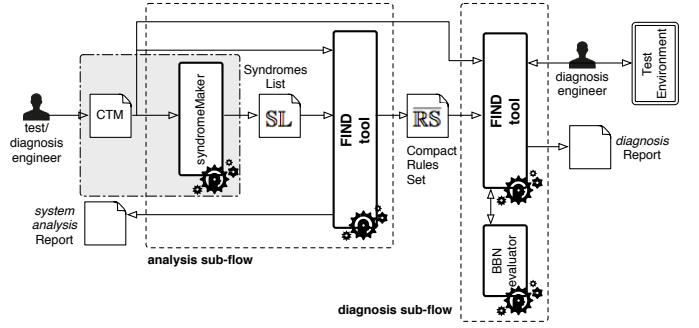 Syndromes
List
CTM
syndromeMaker
SL
FIND
tool
RS
FIND
tool
test/
diagnosis
engineer
diagnosis
engineer
Test
Environment
Compact
Rules
Set
diagnosis
Report
system
analysis
Report
analysis sub-flow
BBN
evaluator
diagnosis sub-flow